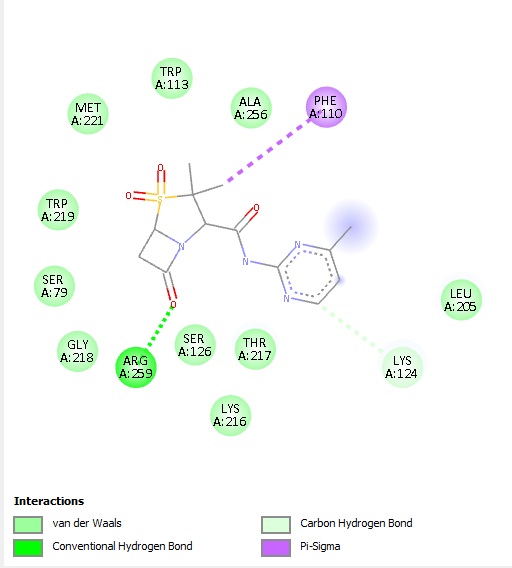 TRP
A:113
ALA
A:256
PHE
A:110
MET
A:221
O
O
S
TRP
A:219
O
N
N
N
SER
A:79
N
O
LEU
A:205
SER
A:126
THR
A:217
GLY
A:218
ARG
A:259
LYS
A:124
LYS
A:216
Interactions
van der Waals
Conventional Hydrogen Bond
Carbon Hydrogen Bond
Pi-Sigma